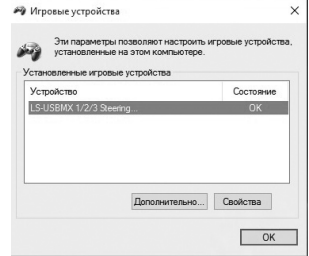 Игровые устройства
Эти параметры позволяют настроить игровые устройства,
установленные на этом компьютере.
Установленные игровые устройства
Устройство Состояние
LS-USBMX 1/2/3 Steering... OK
Дополнительно... Свойства
OK